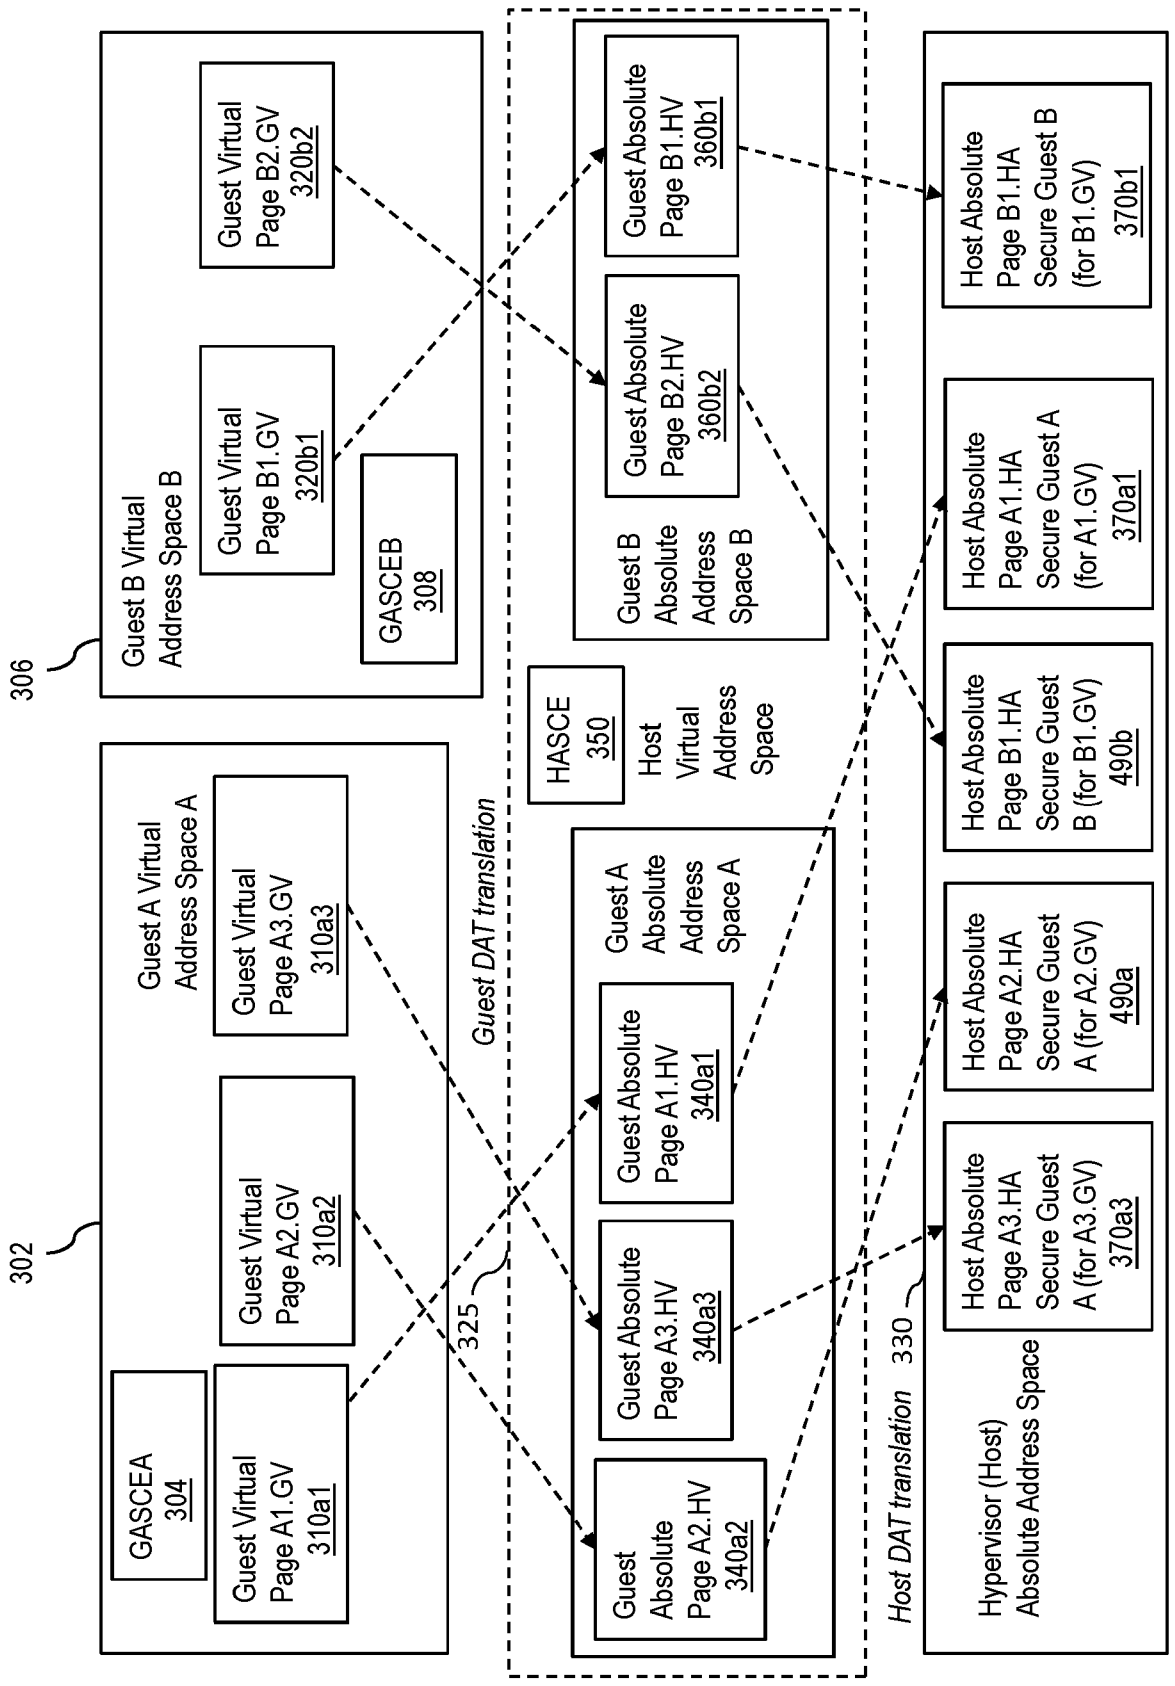 302
306
Guest A Virtual
Address Space A
GASCEA
304
Guest Virtual
Page A1.GV
310a1
Guest Virtual
Page A2.GV
310a2
Guest Virtual
Page A3.GV
310a3
Guest B Virtual
Address Space B
Guest Virtual
Page B1.GV
320b1
Guest Virtual
Page B2.GV
320b2
GASCEB
308
325
Guest DAT translation
Guest
Absolute
Page A2.HV
340a2
Guest Absolute
Page A3.HV
340a3
Guest Absolute
Page A1.HV
340a1
Guest A
Absolute
Address
Space A
HASCE
350
Host
Virtual
Address
Space
Guest B
Absolute
Address
Space B
Guest Absolute
Page B2.HV
360b2
Guest Absolute
Page B1.HV
360b1
Host DAT translation
330
Hypervisor (Host)
Absolute Address Space
Host Absolute
Page A3.HA
Secure Guest
A (for A3.GV)
370a3
Host Absolute
Page A2.HA
Secure Guest
A (for A2.GV)
490a
Host Absolute
Page B1.HA
Secure Guest
B (for B1.GV)
490b
Host Absolute
Page A1.HA
Secure Guest A
(for A1.GV)
370a1
Host Absolute
Page B1.HA
Secure Guest B
(for B1.GV)
370b1